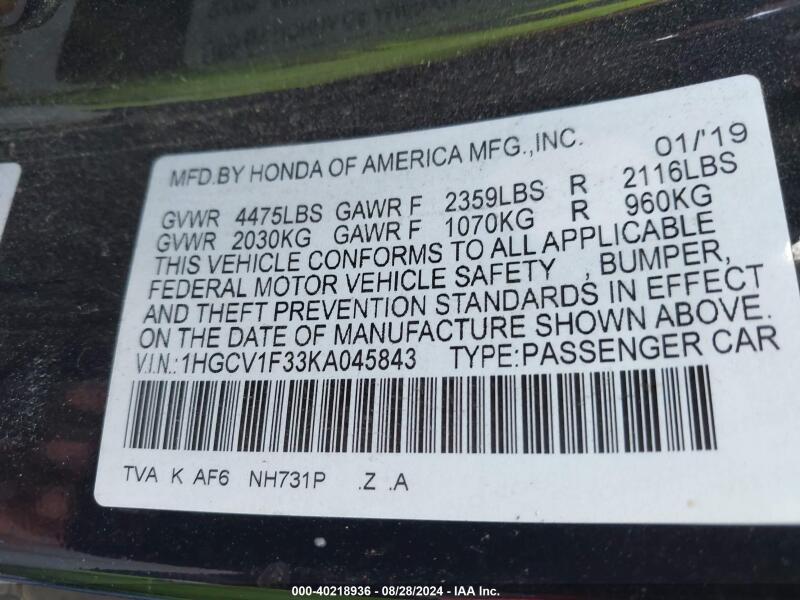 MFD.BY HONDA OF AMERICA MFG.,INC. 01/'19
GVWR 4475LBS GAWR F 2359LBS R 2116LBS
GVWR 2030KG GAWR F 1070KG R 960KG
THIS VEHICLE CONFORMS TO ALL APPLICABLE
FEDERAL MOTOR VEHICLE SAFETY , BUMPER,
AND THEFT PREVENTION STANDARDS IN EFFECT
ON THE DATE OF MANUFACTURE SHOWN ABOVE.
V.I.N.:1HGCV1F33KA045843 TYPE:PASSENGER CAR
TVA K AF6 NH731P .Z .A
000-40218936 - 08/28/2024 - IAA Inc.